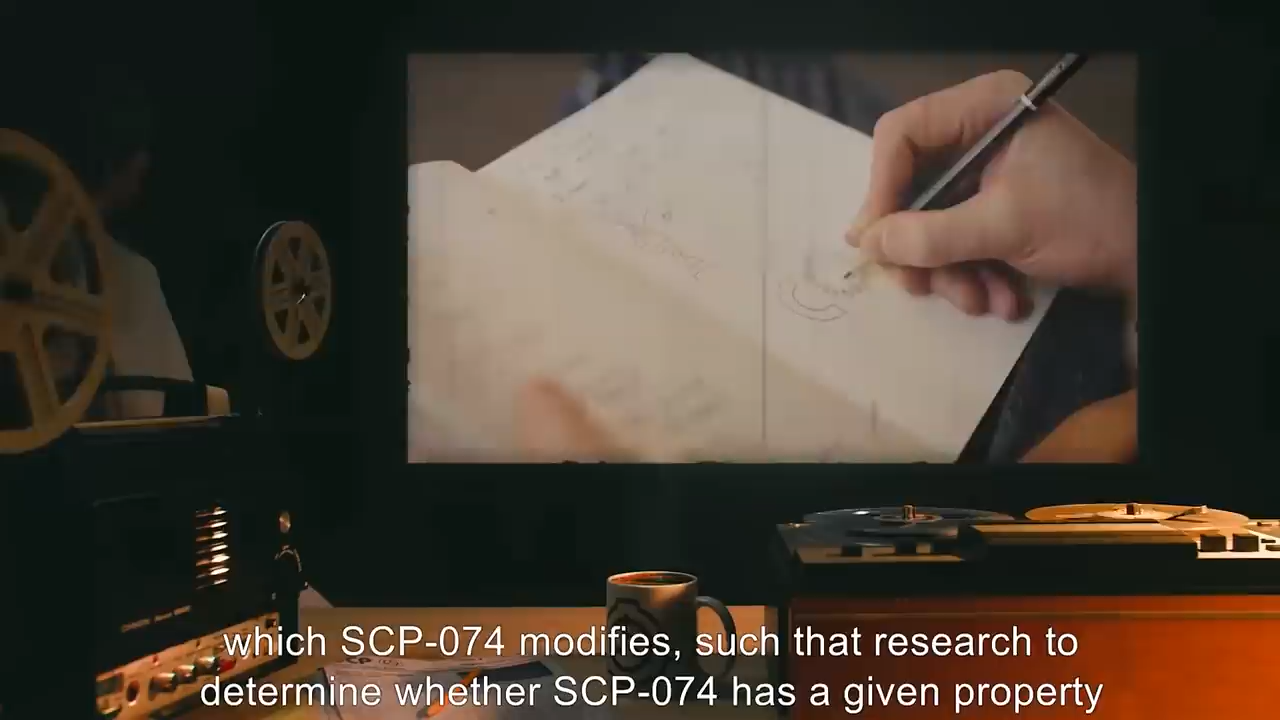 which SCP-074 modifies, such that research to
determine whether SCP-074 has a given property